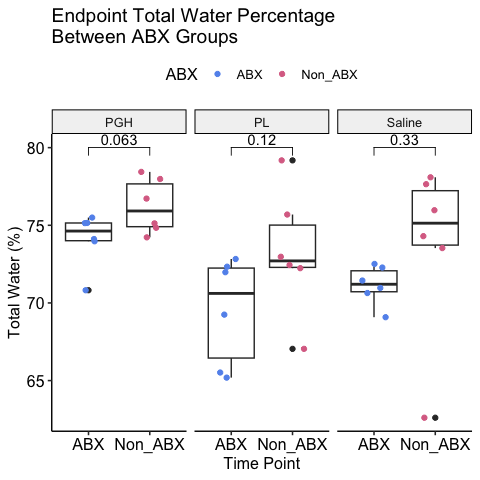 Endpoint Total Water Percentage
Between ABX Groups
ABX ABX Non_ABX
PGH PL Saline
0.063 0.12 0.33
80
75
70
65
Total Water (%)
ABX Non_ABX ABX Non_ABX ABX Non_ABX
Time Point